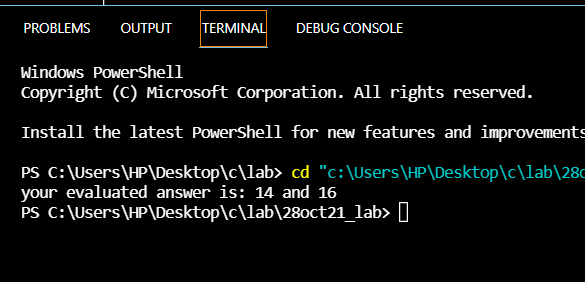 PROBLEMS OUTPUT TERMINAL DEBUG CONSOLE
Windows PowerShell
Copyright (C) Microsoft Corporation. All rights reserved.
Install the latest PowerShell for new features and improvements
PS C:\Users\HP\Desktop\c\lab> cd "c:\Users\HP\Desktop\c\lab\28o
your evaluated answer is: 14 and 16
PS C:\Users\HP\Desktop\c\lab\28oct21_lab>